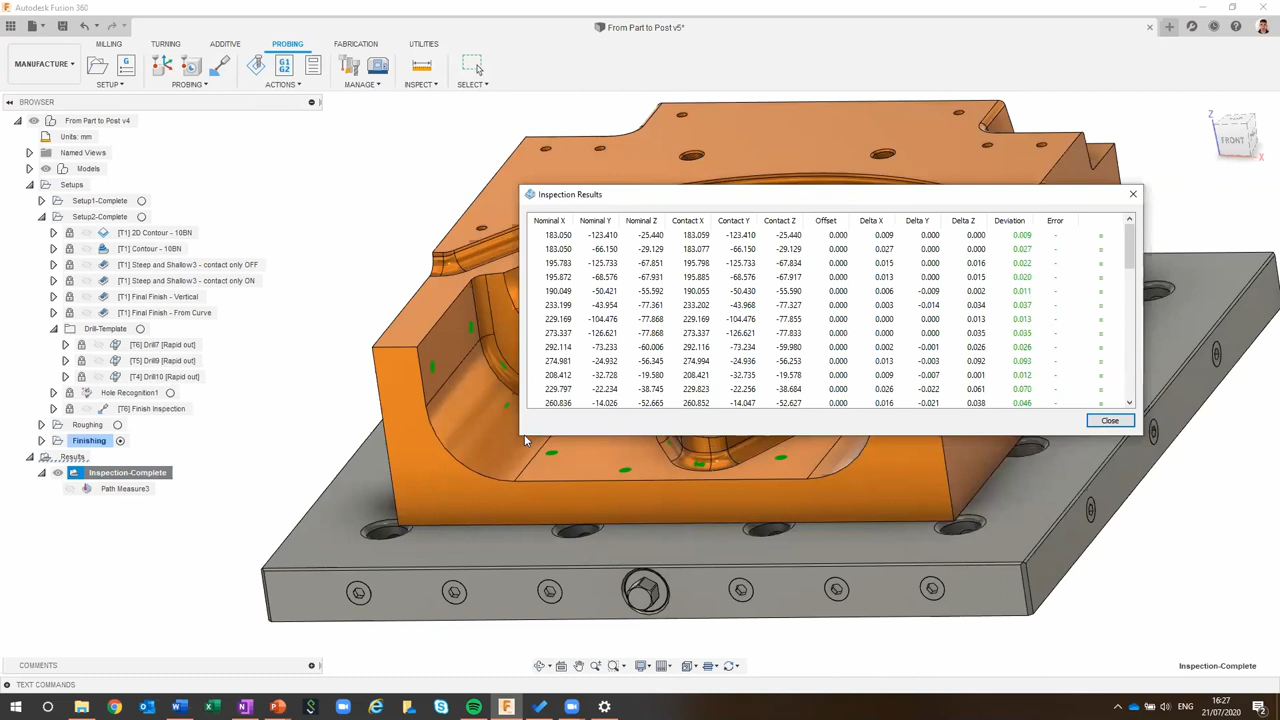 Autodesk Fusion 360
From Part to Post v5*
MILLING TURNING ADDITIVE PROBING FABRICATION UTILITIES
MANUFACTURE
G
G1
G2
SETUP PROBING ACTIONS MANAGE INSPECT SELECT
BROWSER
From Part to Post v4
Units: mm
Named Views
Models
Setups
Setup1-Complete
Setup2-Complete
[T1] 2D Contour - 10BN
[T1] Contour - 10BN
[T1] Steep and Shallow3 - contact only OFF
[T1] Steep and Shallow3 - contact only ON
[T1] Final Finish - Vertical
[T1] Final Finish - From Curve
Drill-Template
[T6] Drill7 [Rapid out]
[T5] Drill9 [Rapid out]
[T4] Drill10 [Rapid out]
Hole Recognition1
[T6] Finish Inspection
Roughing
Finishing
Results
Inspection-Complete
Path Measure3
Z
FRONT
X
Inspection Results
Nominal X Nominal Y Nominal Z Contact X Contact Y Contact Z Offset Delta X Delta Y Delta Z Deviation Error
183.050 -123.410 -25.440 183.059 -123.410 -25.440 0.000 0.009 0.000 0.000 0.009 - =
183.050 -66.150 -29.129 183.077 -66.150 -29.129 0.000 0.027 0.000 0.000 0.027 - =
195.783 -125.733 -67.851 195.798 -125.733 -67.834 0.000 0.015 0.000 0.016 0.022 - =
195.872 -68.576 -67.931 195.885 -68.576 -67.917 0.000 0.013 0.000 0.015 0.020 - =
190.049 -50.421 -55.590 190.055 -50.430 -55.590 0.000 0.006 -0.009 0.002 0.011 - =
233.199 -43.954 -77.361 233.202 -43.968 -77.327 0.000 0.003 -0.014 0.034 0.037 - =
229.169 -104.476 -77.868 229.169 -104.476 -77.855 0.000 0.000 0.000 0.013 0.013 - =
273.337 -126.621 -77.868 273.337 -126.621 -77.833 0.000 0.000 0.000 0.035 0.035 - =
292.114 -73.233 -60.006 292.116 -73.234 -59.980 0.000 0.002 -0.001 0.026 0.026 - =
274.981 -24.932 -56.345 274.994 -24.936 -56.253 0.000 0.013 -0.003 0.092 0.093 - =
208.412 -32.728 -19.580 208.421 -32.735 -19.578 0.000 0.009 -0.007 0.001 0.012 - =
229.797 -22.234 -38.745 229.823 -22.256 -38.684 0.000 0.026 -0.022 0.061 0.070 - =
260.836 -14.026 -52.665 260.852 -14.047 -52.627 0.000 0.016 -0.021 0.038 0.046 - =
Close
COMMENTS
Inspection-Complete
TEXT COMMANDS
ENG
16:27
21/07/2020
2